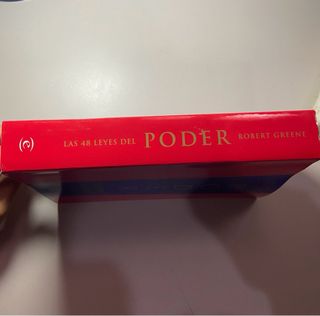 (e) LAS 48 LEYES DEL PODER ROBERT GREENE